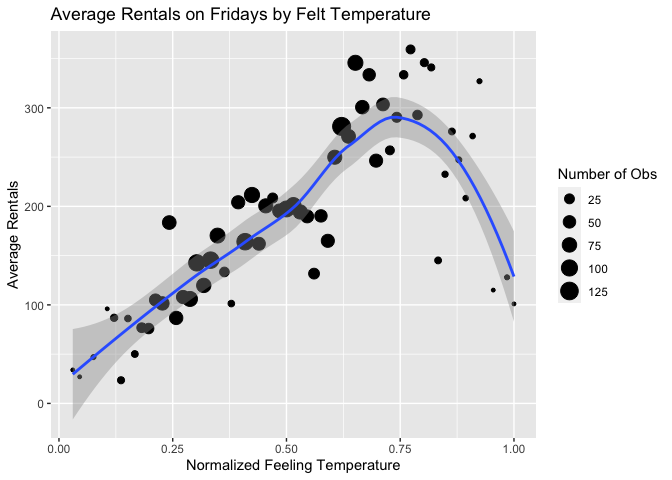 Average Rentals on Fridays by Felt Temperature
300
200
100
0
Average Rentals
0.00 0.25 0.50 0.75 1.00
Normalized Feeling Temperature
Number of Obs
25
50
75
100
125